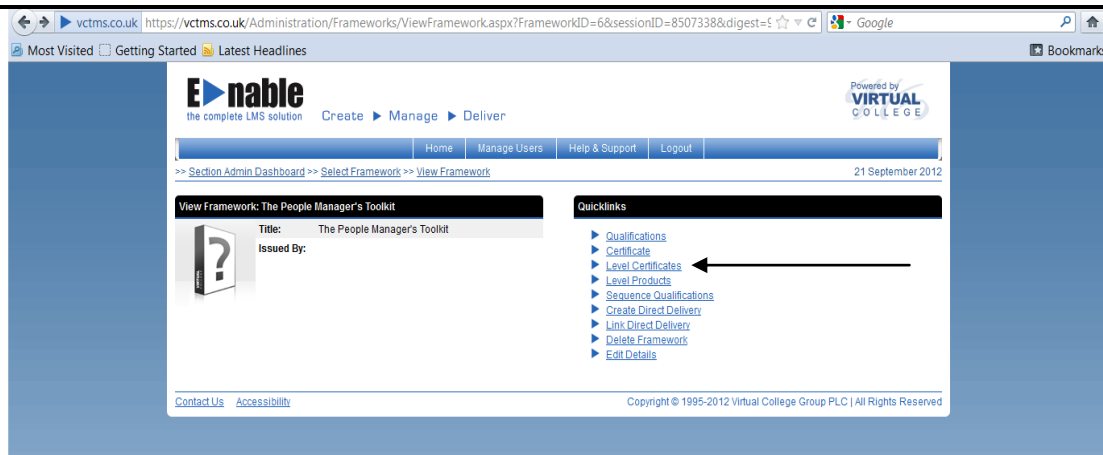 vctms.co.uk https://vctms.co.uk/Administration/Frameworks/ViewFramework.aspx?FrameworkID=6&sessionID=8507338&digest=9 Google
Most Visited Getting Started Latest Headlines Bookmarks
Enable
the complete LMS solution Create Manage Deliver
Powered by
VIRTUAL
COLLEGE
Home Manage Users Help & Support Logout
>> Section Admin Dashboard >> Select Framework >> View Framework 21 September 2012
View Framework: The People Manager's Toolkit
Title: The People Manager's Toolkit
Issued By:
?
Quicklinks
Qualifications
Certificate
Level Certificates
Level Products
Sequence Qualifications
Create Direct Delivery
Link Direct Delivery
Delete Framework
Edit Details
Contact Us Accessibility Copyright © 1995-2012 Virtual College Group PLC | All Rights Reserved